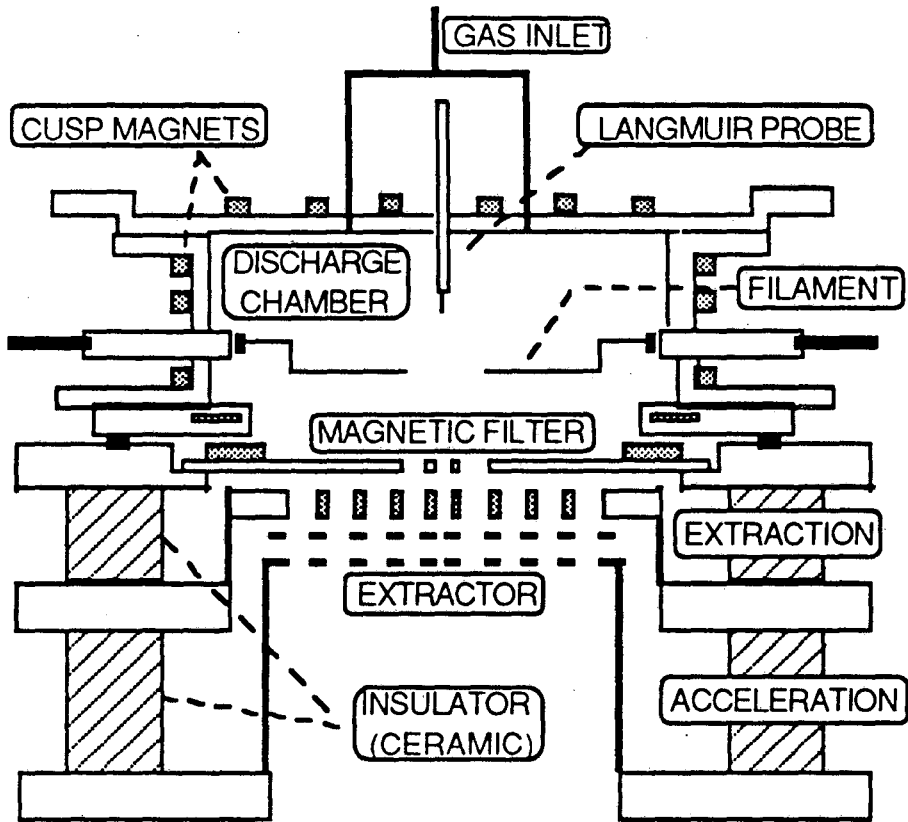 GAS INLET
CUSP MAGNETS
LANGMUIR PROBE
DISCHARGE
CHAMBER
FILAMENT
MAGNETIC FILTER
EXTRACTION
EXTRACTOR
INSULATOR
(CERAMIC)
ACCELERATION